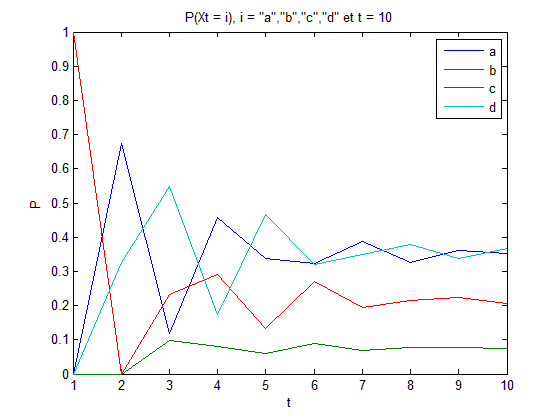 P(Xt = i), i = "a","b","c","d" et t = 10
1
0.9
0.8
0.7
0.6
0.5
0.4
0.3
0.2
0.1
0
P
a
b
c
d
1 2 3 4 5 6 7 8 9 10
t